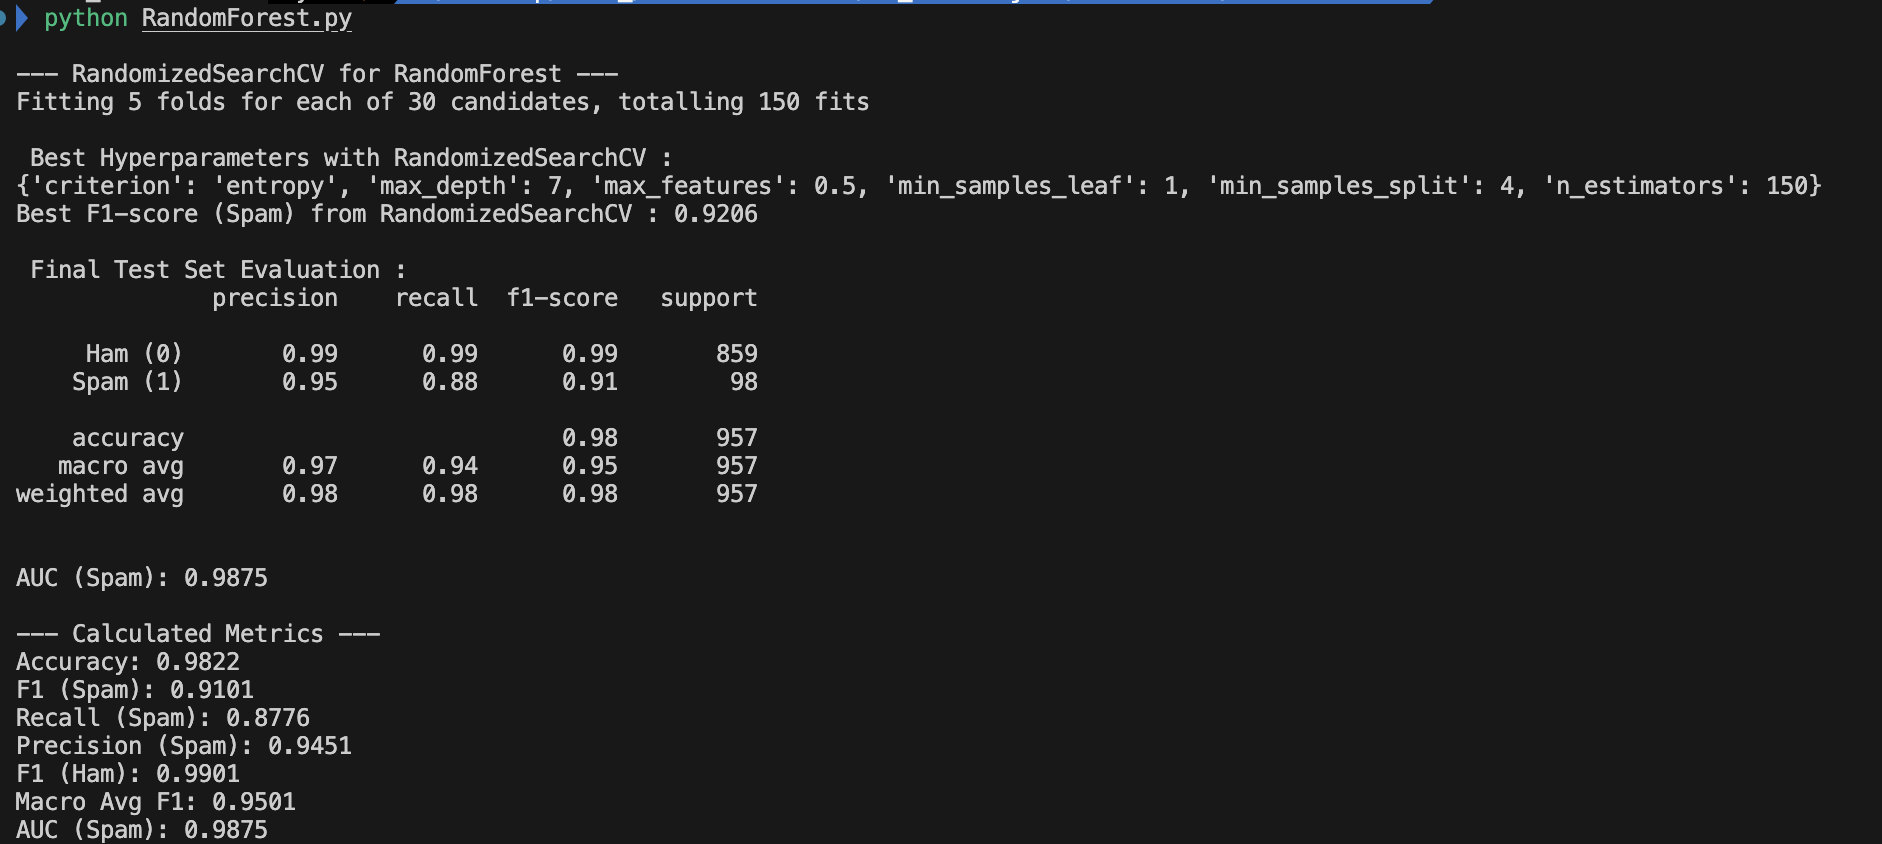 python RandomForest.py
--- RandomizedSearchCV for RandomForest ---
Fitting 5 folds for each of 30 candidates, totalling 150 fits
Best Hyperparameters with RandomizedSearchCV :
{'criterion': 'entropy', 'max_depth': 7, 'max_features': 0.5, 'min_samples_leaf': 1, 'min_samples_split': 4, 'n_estimators': 150}
Best F1-score (Spam) from RandomizedSearchCV : 0.9206
Final Test Set Evaluation :
precision recall f1-score support
Ham (0) 0.99 0.99 0.99 859
Spam (1) 0.95 0.88 0.91 98
accuracy 0.98 957
macro avg 0.97 0.94 0.95 957
weighted avg 0.98 0.98 0.98 957
AUC (Spam): 0.9875
--- Calculated Metrics ---
Accuracy: 0.9822
F1 (Spam): 0.9101
Recall (Spam): 0.8776
Precision (Spam): 0.9451
F1 (Ham): 0.9901
Macro Avg F1: 0.9501
AUC (Spam): 0.9875